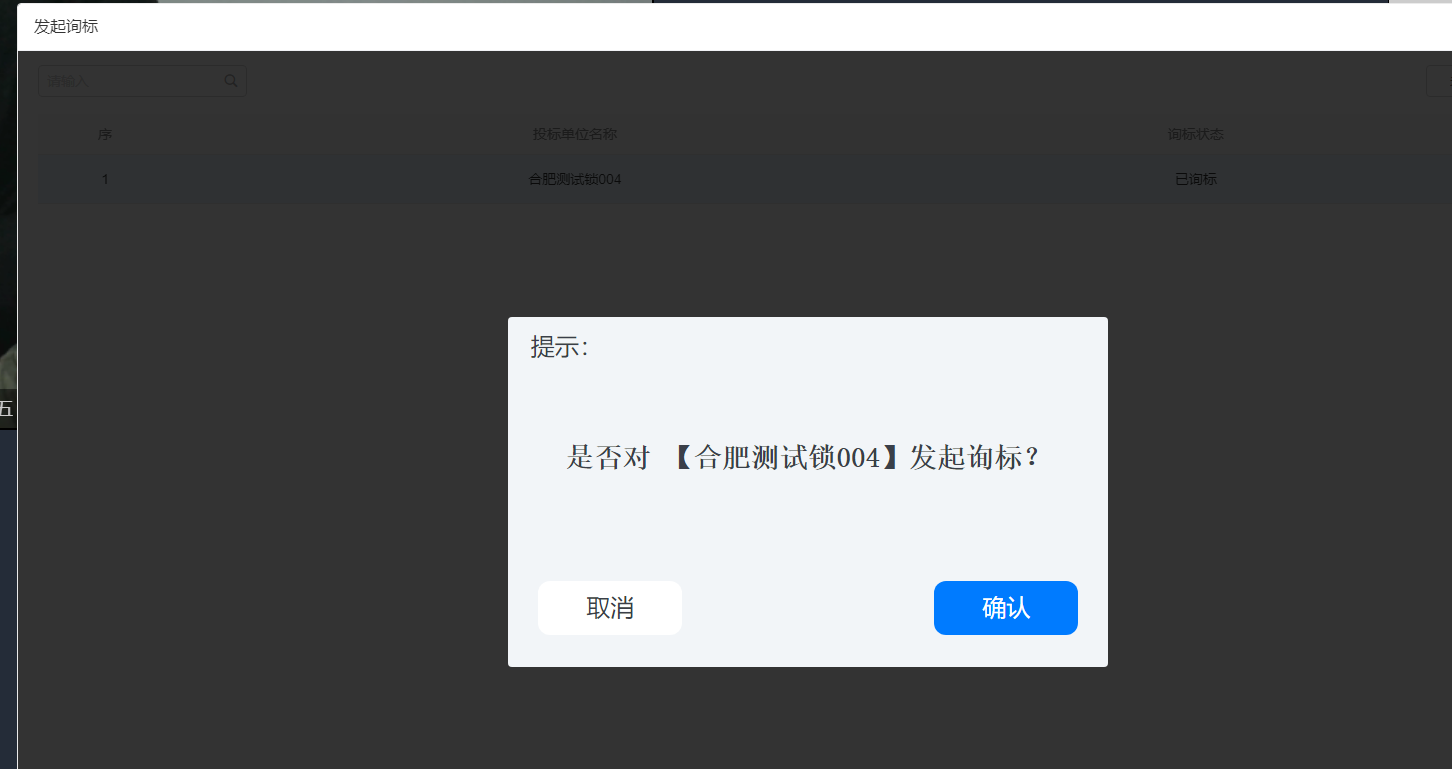 发起询标
请输入
序 投标单位名称 询标状态
1 合肥测试锁004 已询标
五
提示：
是否对 【合肥测试锁004】发起询标？
取消 确认